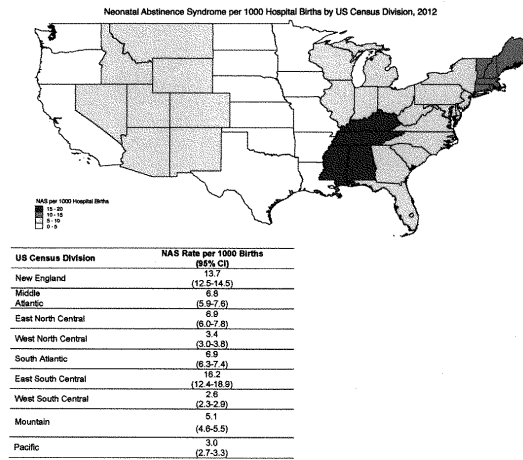 Neonatal Abstinence Syndrome per 1000 Hospital Births by US Census Division, 2012
NAS per 1000 Hospital Births
15 - 20
10 - 15
5 - 10
0 - 5
US Census Division NAS Rate per 1000 Births
(95% CI)
New England 13.7
(12.5-14.5)
Middle 6.8
Atlantic (5.9-7.6)
East North Central 6.9
(6.0-7.8)
West North Central 3.4
(3.0-3.8)
South Atlantic 6.9
(6.3-7.4)
East South Central 16.2
(12.4-18.9)
West South Central 2.6
(2.3-2.9)
Mountain 5.1
(4.6-5.5)
Pacific 3.0
(2.7-3.3)